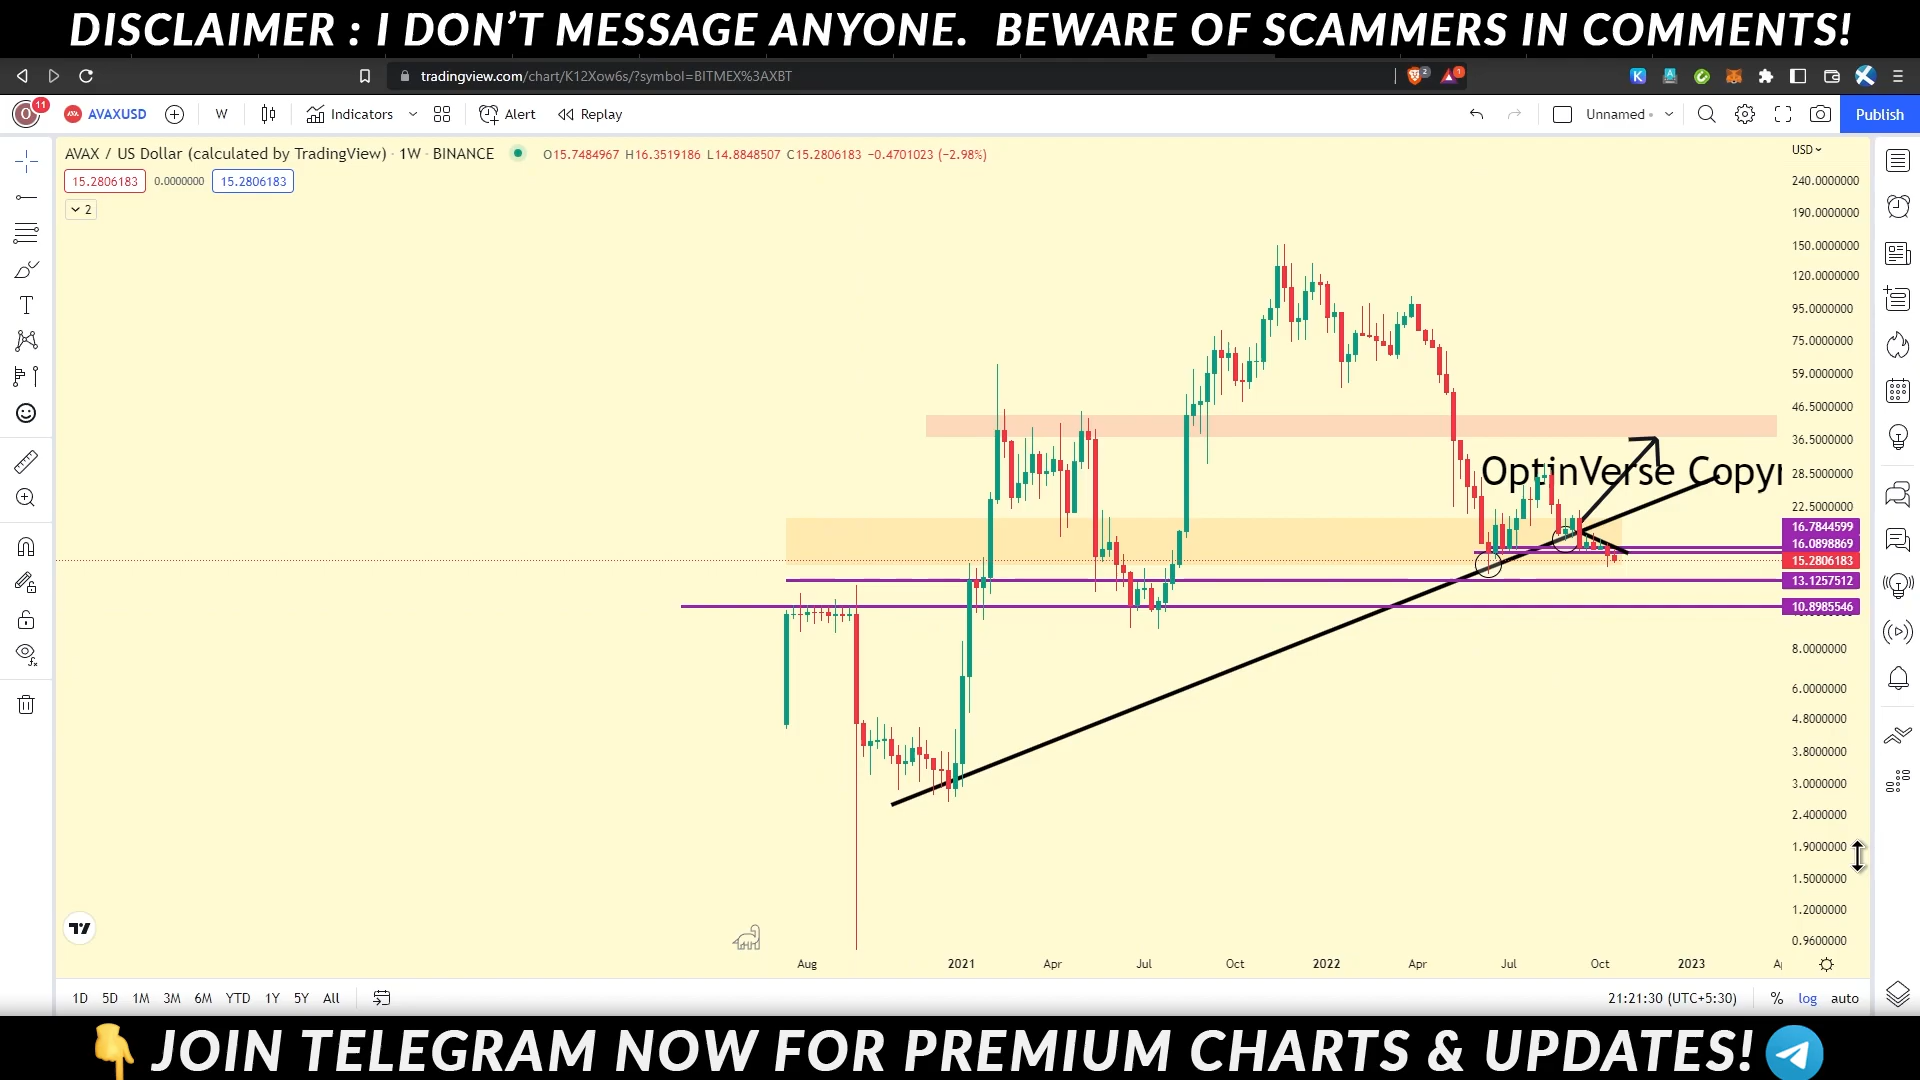 DISCLAIMER : I DON'T MESSAGE ANYONE. BEWARE OF SCAMMERS IN COMMENTS!
tradingview.com/chart/K12Xow6s/?symbol=BITMEX%3AXBT
2
1
K
O
11
AVAXUSD
W
Indicators
Alert
Replay
Unnamed
Publish
AVAX / US Dollar (calculated by TradingView) · 1W · BINANCE
O15.7484967 H16.3519186 L14.8848507 C15.2806183 −0.4701023 (−2.98%)
USD
15.2806183
0.0000000
15.2806183
2
240.0000000
190.0000000
150.0000000
120.0000000
95.0000000
75.0000000
59.0000000
46.5000000
36.5000000
OptinVerse Copyr
28.5000000
22.5000000
16.7844599
16.0898869
15.2806183
13.1257512
10.8985546
8.0000000
6.0000000
4.8000000
3.8000000
3.0000000
2.4000000
1.9000000
1.5000000
1.2000000
0.9600000
Aug
2021
Apr
Jul
Oct
2022
Apr
Jul
Oct
2023
1D 5D 1M 3M 6M YTD 1Y 5Y All
21:21:30 (UTC+5:30)
% log auto
JOIN TELEGRAM NOW FOR PREMIUM CHARTS & UPDATES!